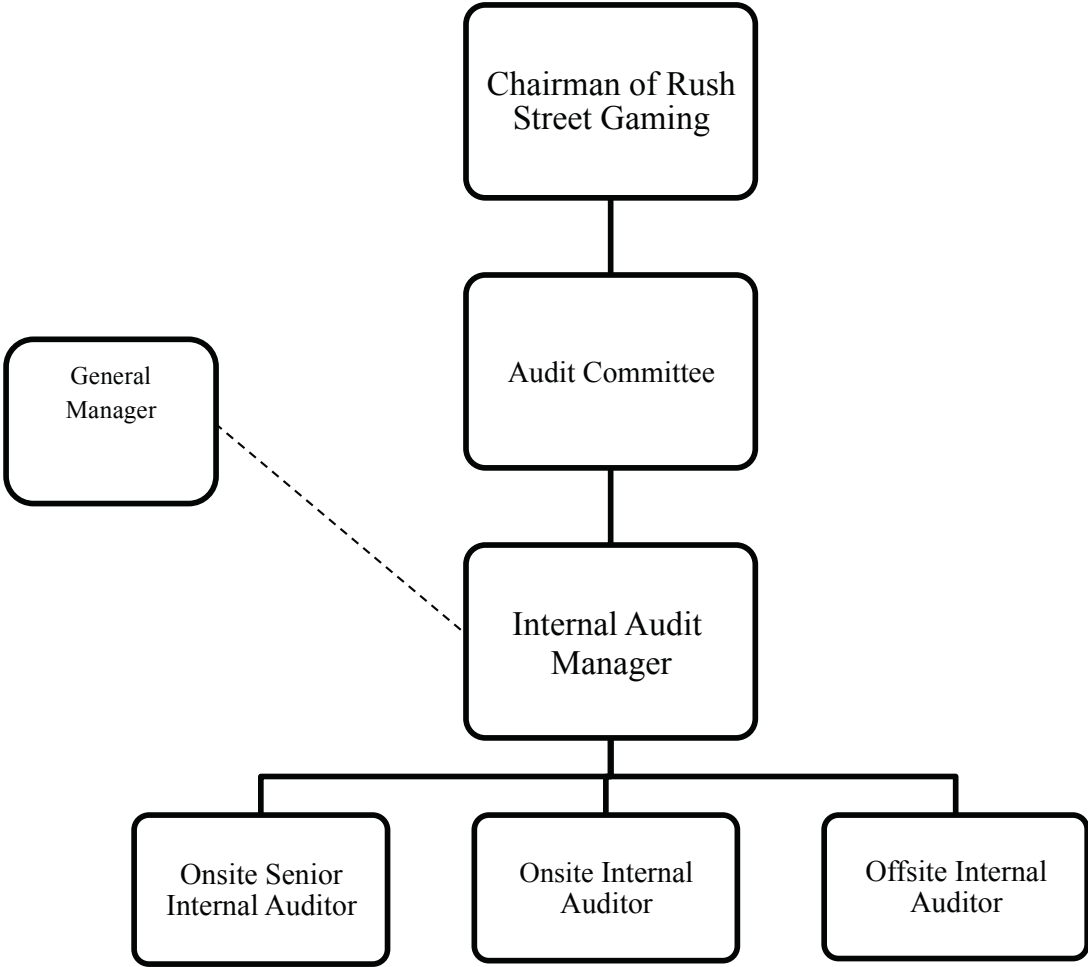 Chairman of Rush
Street Gaming
Audit Committee
General
Manager
Internal Audit
Manager
Onsite Senior
Internal Auditor
Onsite Internal
Auditor
Offsite Internal
Auditor